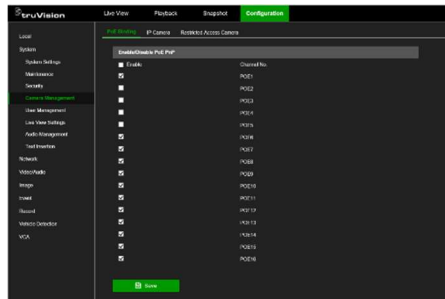 truVision
Live View Playback Snapshot Configuration
Local
PoE Binding IP Camera Restricted Access Camera
System
System Settings
Maintenance
Security
Camera Management
User Management
Live View Settings
Audio Management
Text Insertion
Network
Video/Audio
Image
Event
Record
Vehicle Detection
VCA
Enable/Disable PoE PnP
Enable Channel No.
POE1
POE2
POE3
POE4
POE5
POE6
POE7
POE8
POE9
POE10
POE11
POE12
POE13
POE14
POE15
POE16
Save